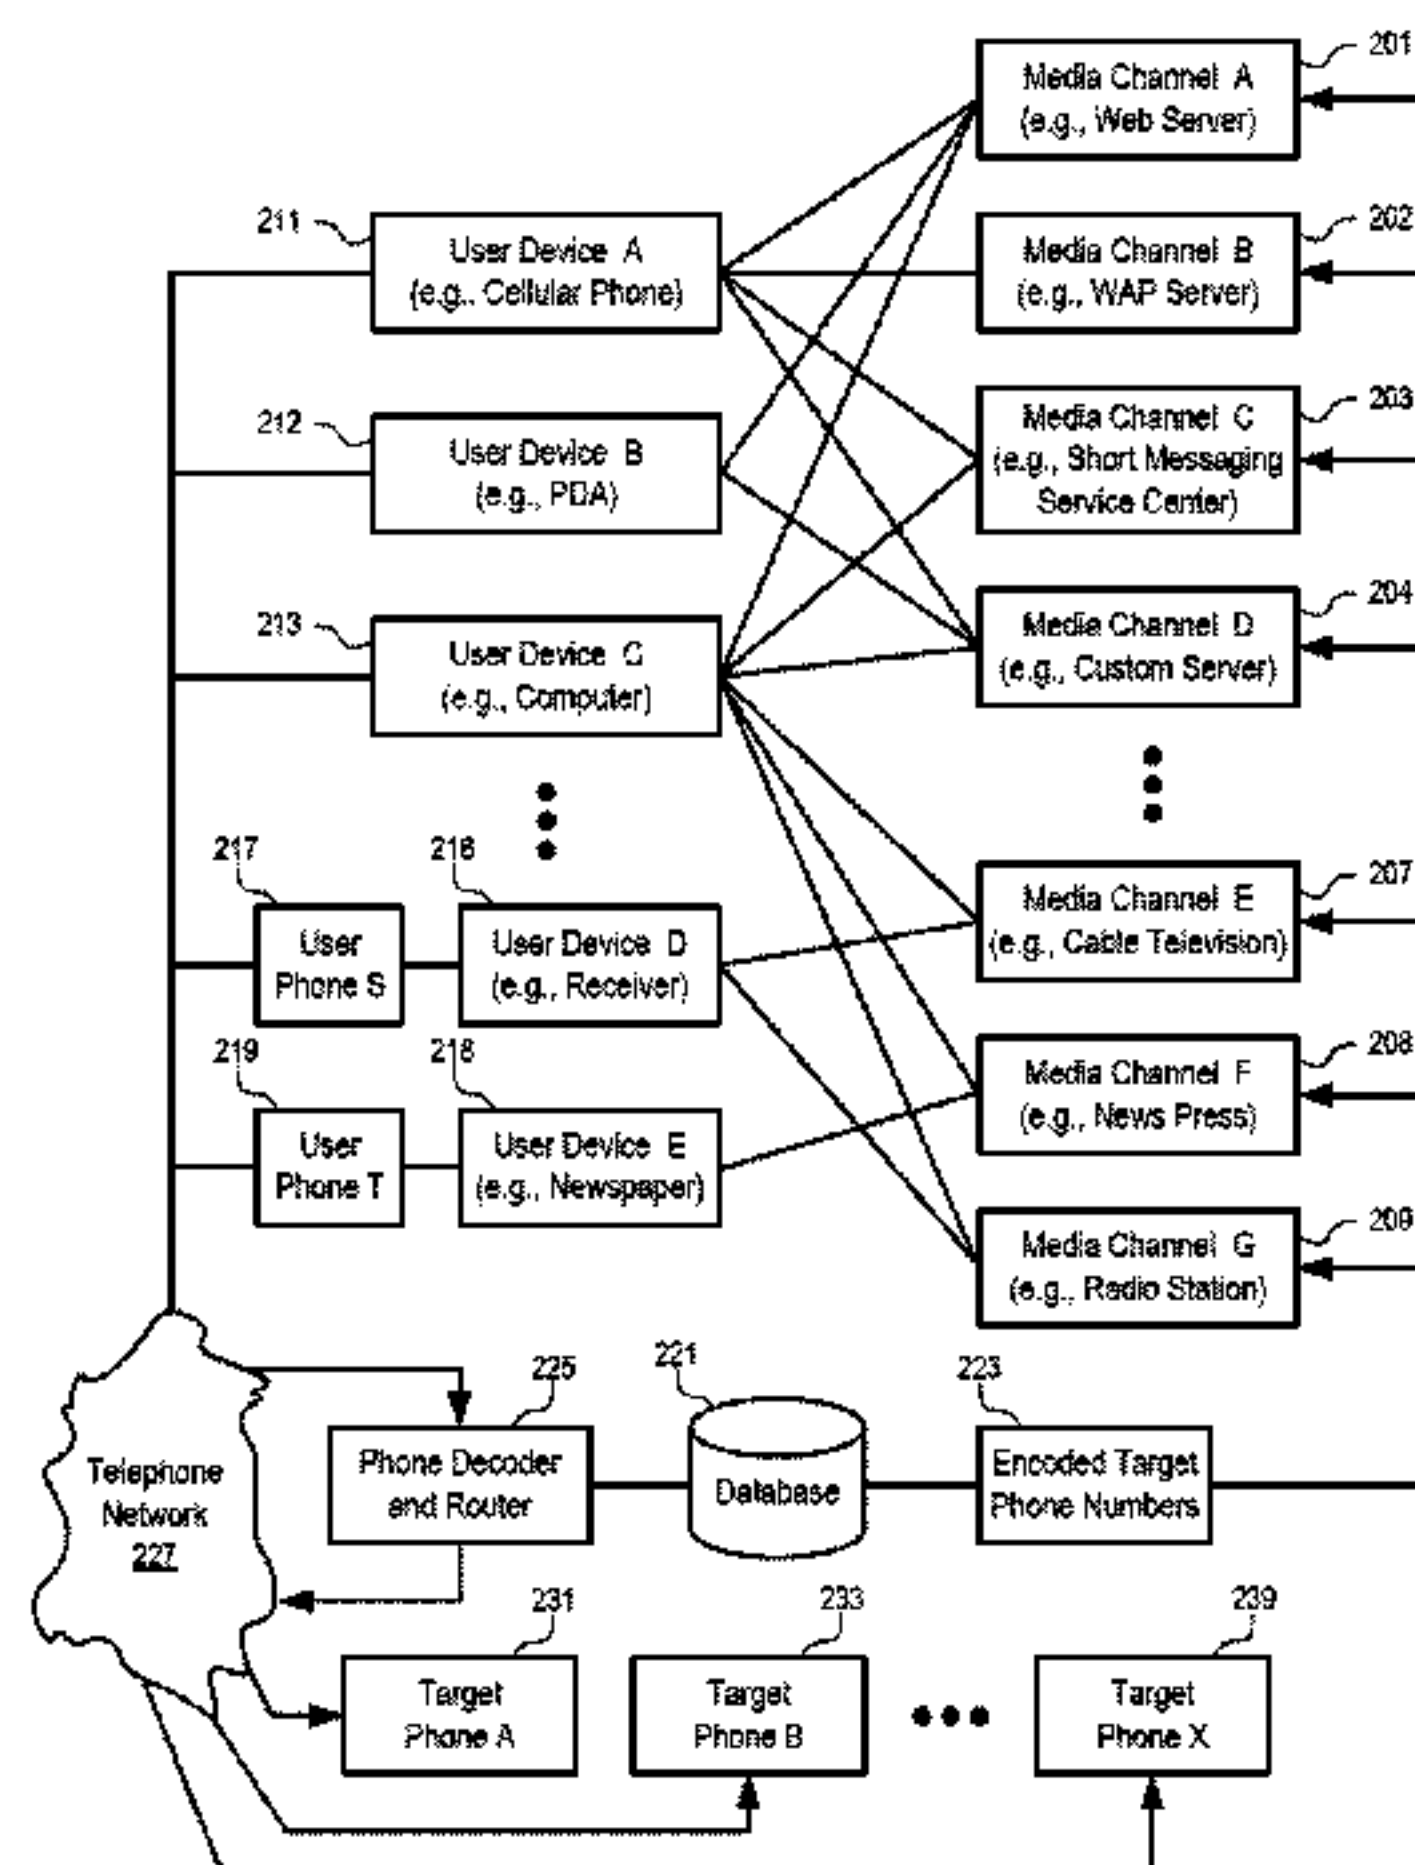 201
Media Channel A
(e.g., Web Server)
202
211
User Device A
(e.g., Cellular Phone)
Media Channel B
(e.g., WAP Server)
203
212
User Device B
(e.g., PDA)
Media Channel C
(e.g., Short Messaging
Service Center)
204
213
User Device C
(e.g., Computer)
Media Channel D
(e.g., Custom Server)
217
216
207
User
Phone S
User Device D
(e.g., Receiver)
Media Channel E
(e.g., Cable Television)
219
218
208
User
Phone T
User Device E
(e.g., Newspaper)
Media Channel F
(e.g., News Press)
209
Media Channel G
(e.g., Radio Station)
225
221
223
Telephone
Network
227
Phone Decoder
and Router
Database
Encoded Target
Phone Numbers
231
233
239
Target
Phone A
Target
Phone B
Target
Phone X